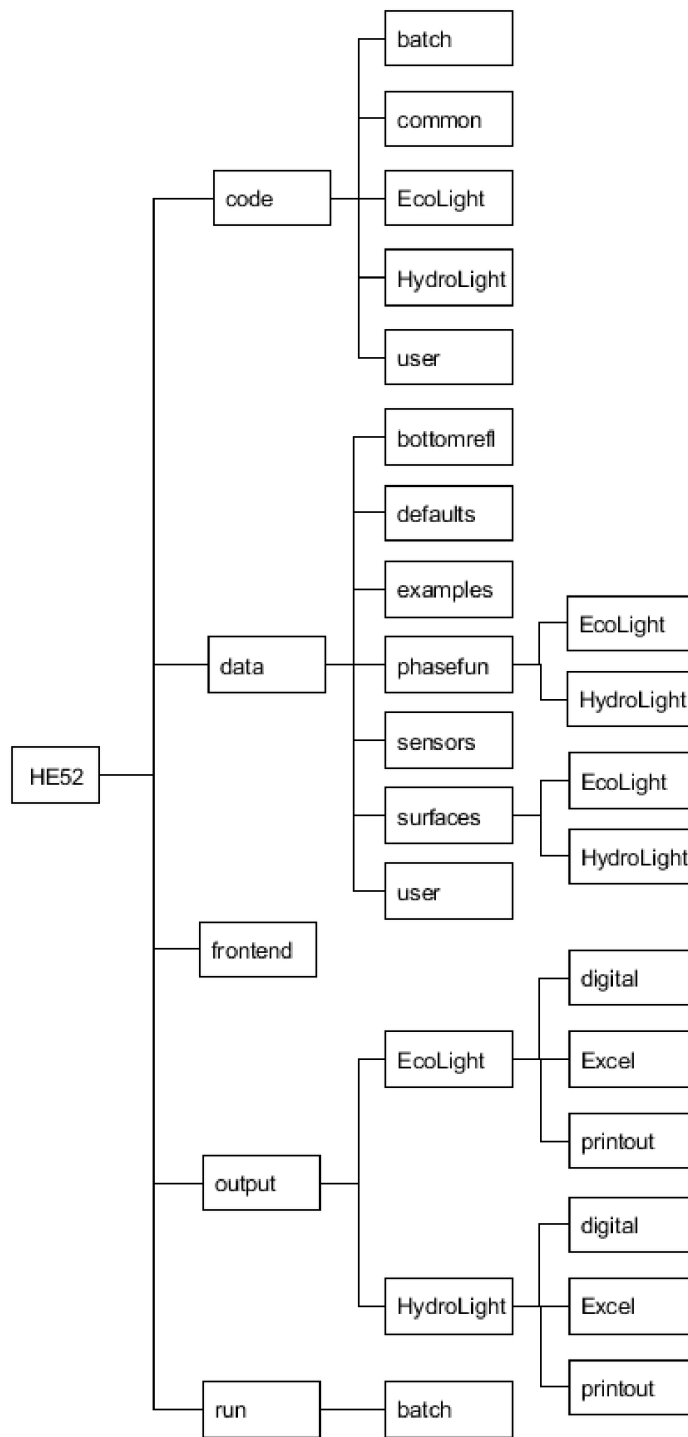 batch
common
code
EcoLight
HydroLight
user
bottomrefl
defaults
examples
EcoLight
data
phasefun
HydroLight
sensors
HE52
EcoLight
surfaces
HydroLight
user
frontend
digital
EcoLight
Excel
printout
output
digital
HydroLight
Excel
printout
run
batch